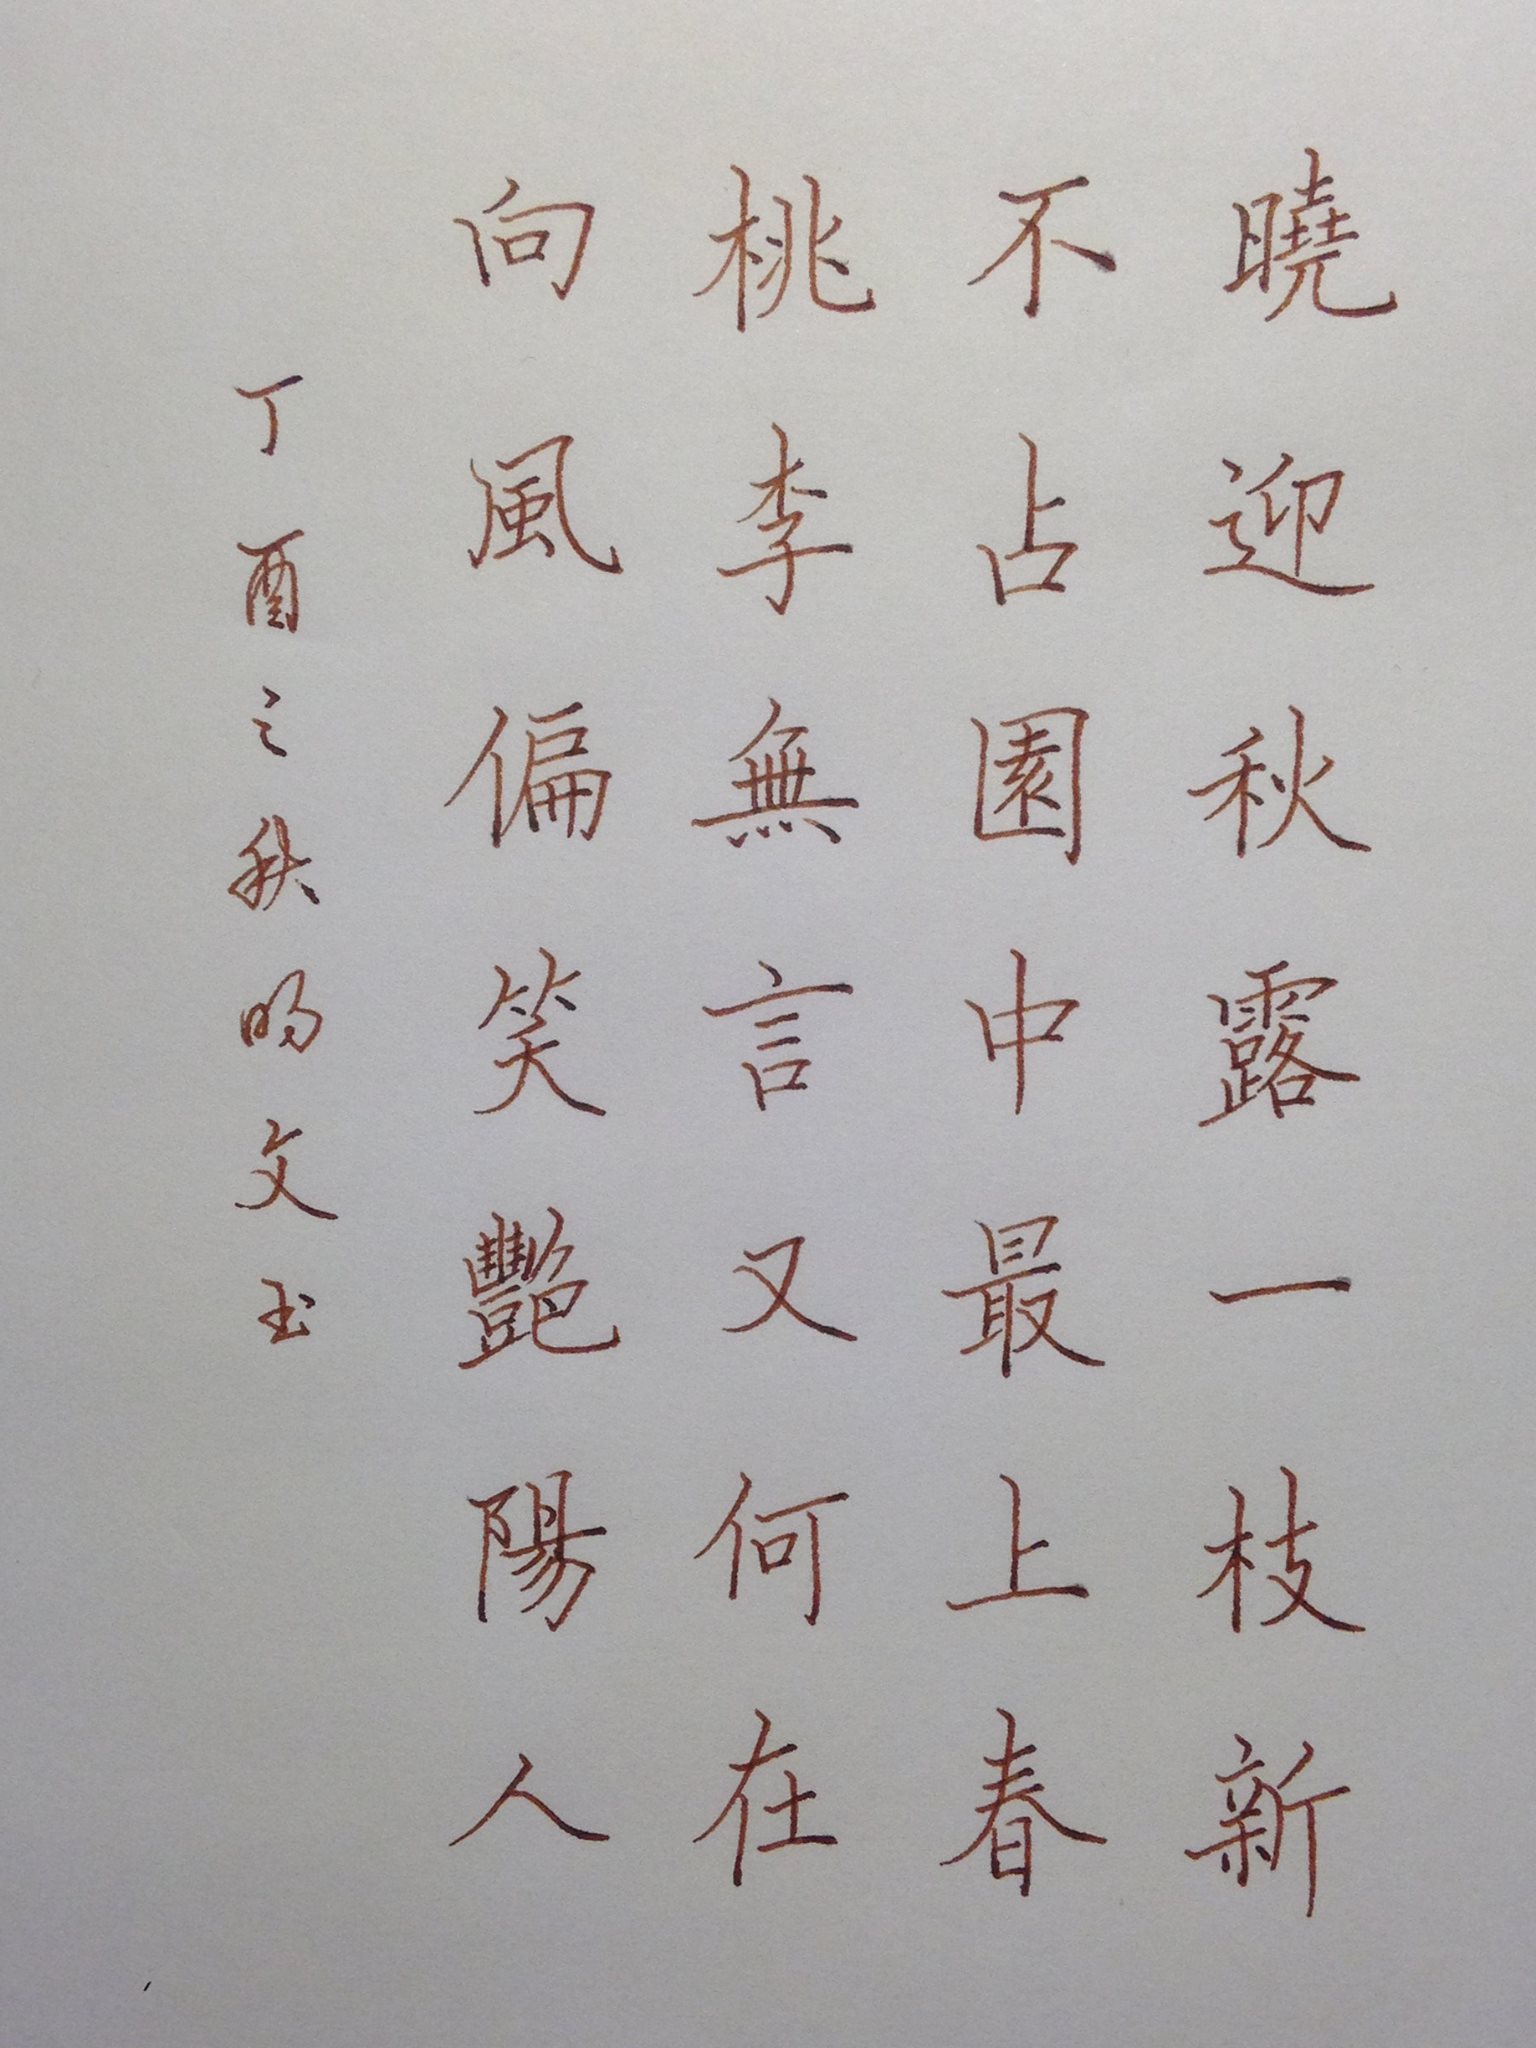 曉迎秋露一枝新
不占園中最上春
桃李無言又何在
向風偏笑艷陽人
丁酉之秋昀文玉